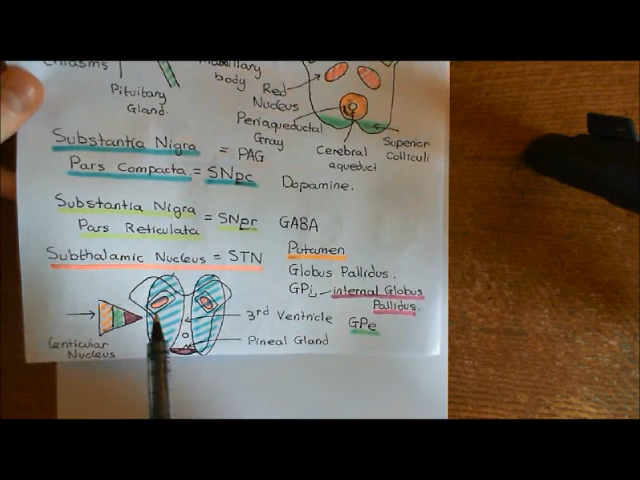 Chiasms
Pituitary
Gland.
Mammillary
body
Red
Nucleus
Periaqueductal
Gray
= PAG
Cerebral
aqueduct
Superior
Colliculi
Substantia Nigra
Pars Compacta = SNpc
Dopamine.
Substantia Nigra
Pars Reticulata
= SNpr
GABA
Subthalamic Nucleus = STN
Putamen
Globus Pallidus.
GPi - internal Globus
Pallidus.
GPe
3rd Ventricle
Pineal Gland
Lenticular
Nucleus